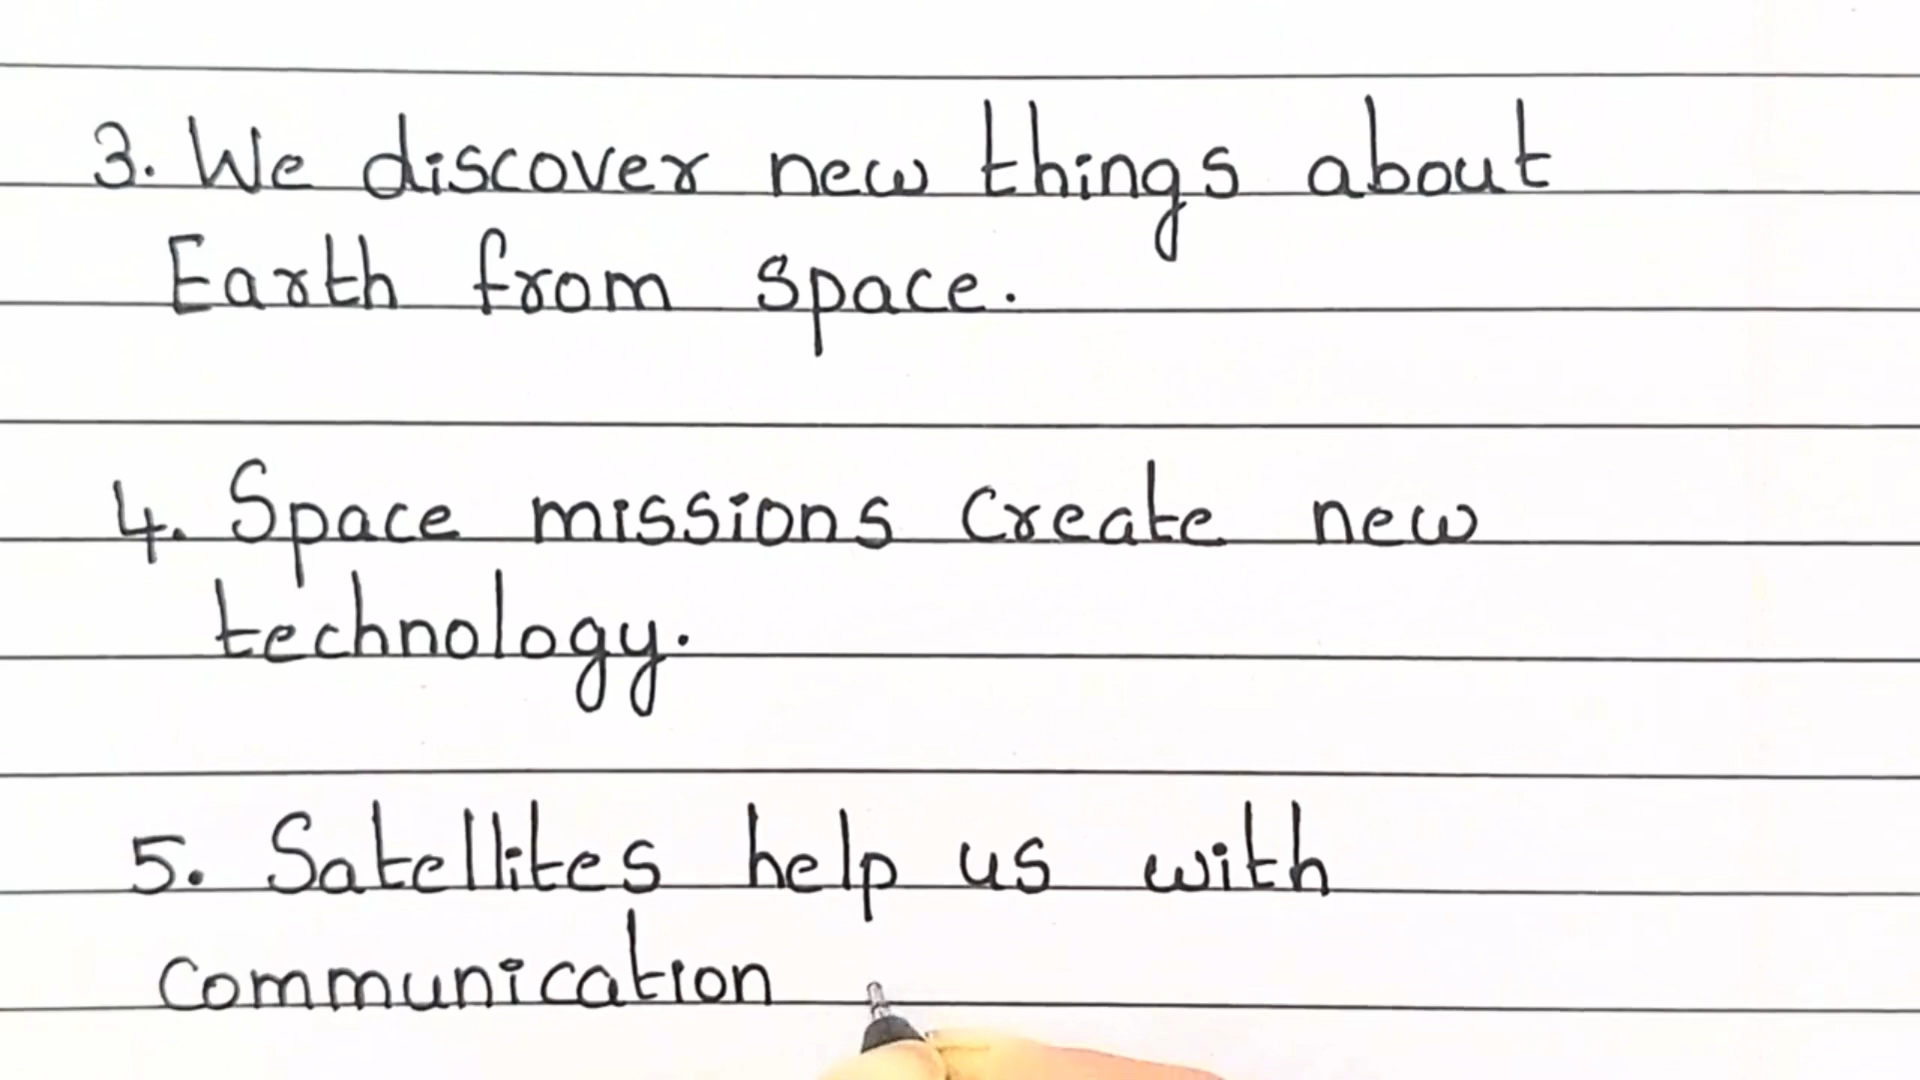 3. We discover new things about
Earth from space.
4. Space missions create new
technology.
5. Satellites help us with
communication